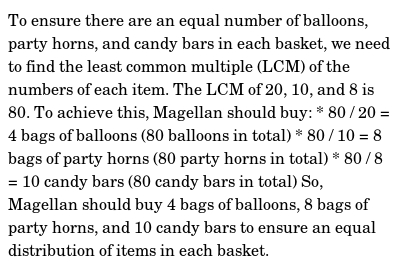 To ensure there are an equal number of balloons,
party horns, and candy bars in each basket, we need
to find the least common multiple (LCM) of the
numbers of each item. The LCM of 20, 10, and 8 is
80. To achieve this, Magellan should buy: * 80 / 20 =
4 bags of balloons (80 balloons in total) * 80 / 10 = 8
bags of party horns (80 party horns in total) * 80 / 8
= 10 candy bars (80 candy bars in total) So,
Magellan should buy 4 bags of balloons, 8 bags of
party horns, and 10 candy bars to ensure an equal
distribution of items in each basket.